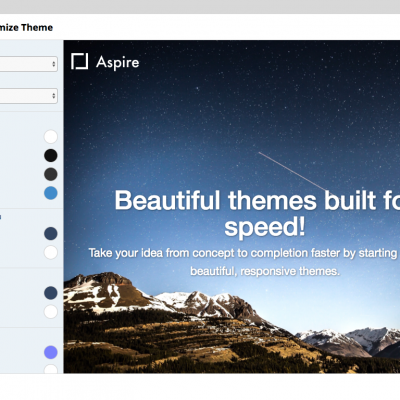 mize Theme
Aspire
Beautiful themes built fo
speed!
Take your idea from concept to completion faster by starting
beautiful, responsive themes.